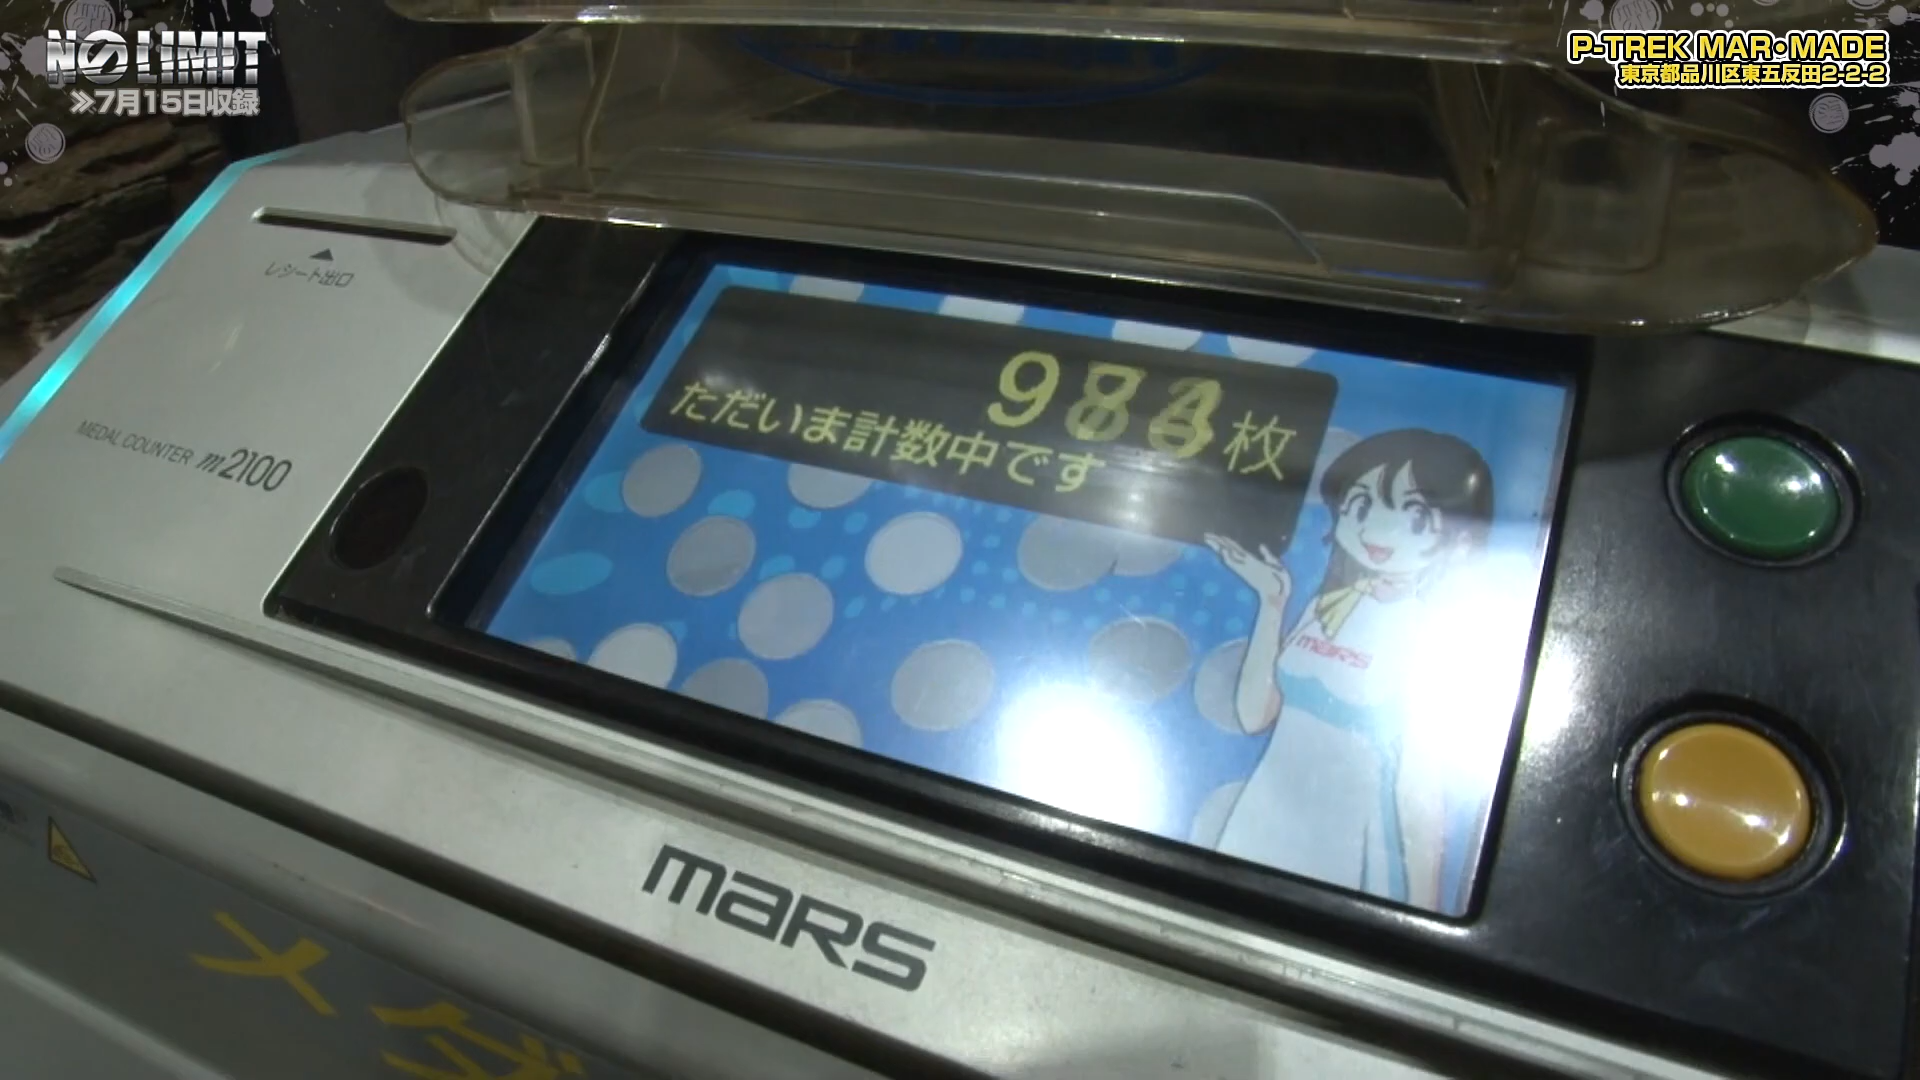 NO LIMIT
≫7月15日収録
P-TREK MAR•MADE
東京都品川区東五反田2-2-2
レシート出口
MEDAL COUNTER m2100
枚
ただいま計数中です
mars
mars
メダ